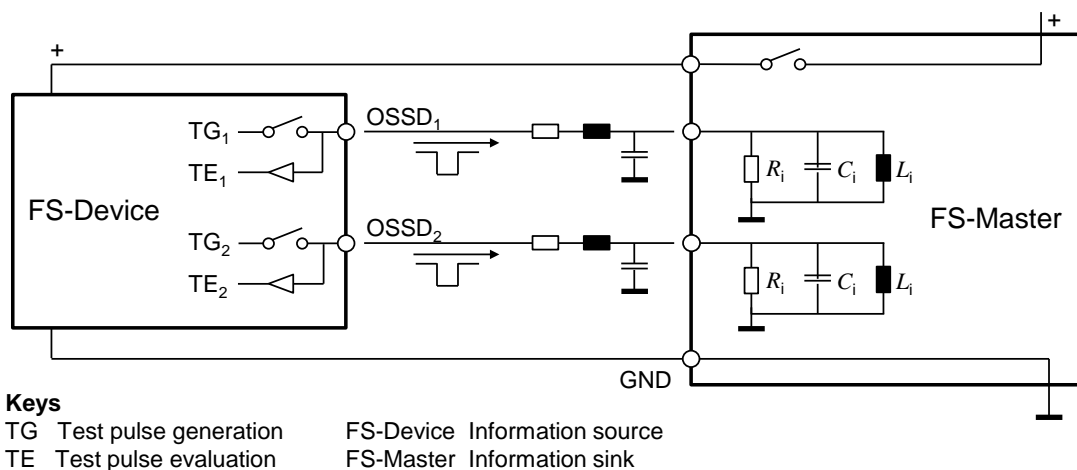 +
+
TG₁
OSSD₁
TE₁
Rᵢ
Cᵢ
Lᵢ
FS-Device
FS-Master
TG₂
OSSD₂
TE₂
Rᵢ
Cᵢ
Lᵢ
GND
Keys
TG Test pulse generation FS-Device Information source
TE Test pulse evaluation FS-Master Information sink